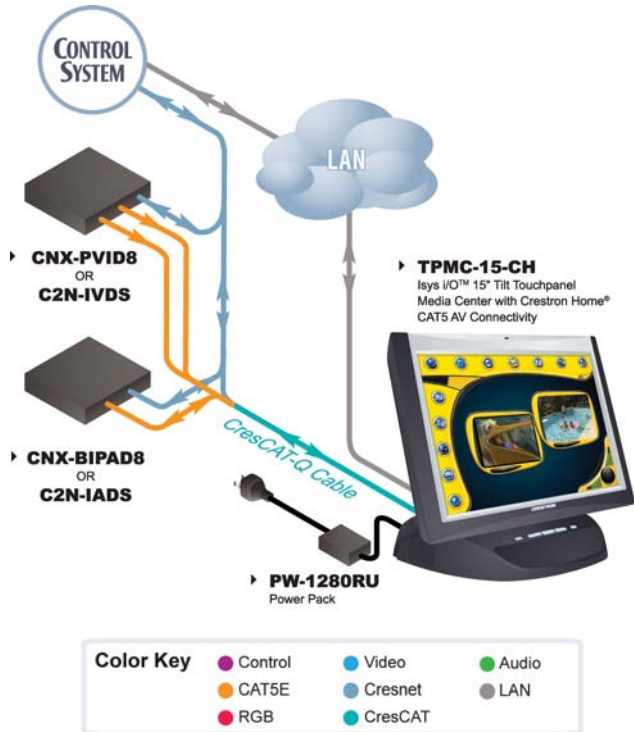 CONTROL
SYSTEM
LAN
CNX-PVID8
OR
C2N-IVDS
TPMC-15-CH
Isys i/O™ 15" Tilt Touchpanel
Media Center with Crestron Home®
CAT5 AV Connectivity
CNX-BIPAD8
OR
C2N-IADS
CresCAT-Q Cable
CRESTRON
PW-1280RU
Power Pack
Color Key
Control
Video
Audio
CAT5E
Cresnet
LAN
RGB
CresCAT